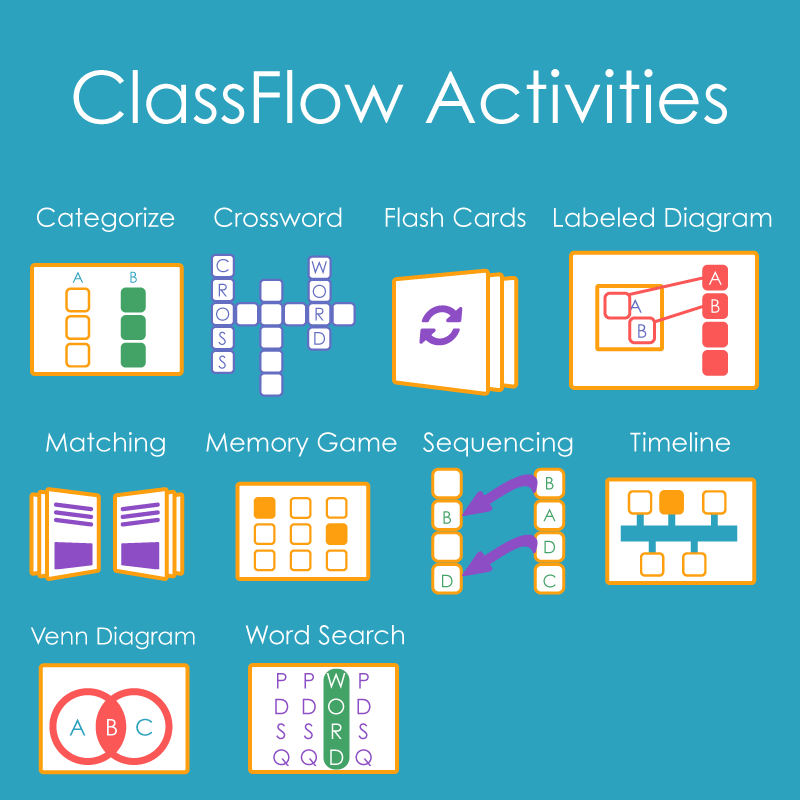 ClassFlow Activities
Categorize Crossword Flash Cards Labeled Diagram
A B
C
R
O
S
S
W
O
R
D
A
B
A
B
Matching Memory Game Sequencing Timeline
B
D
B
A
D
C
Venn Diagram Word Search
A B C
P P W P
D D O D
S S R S
Q Q D Q